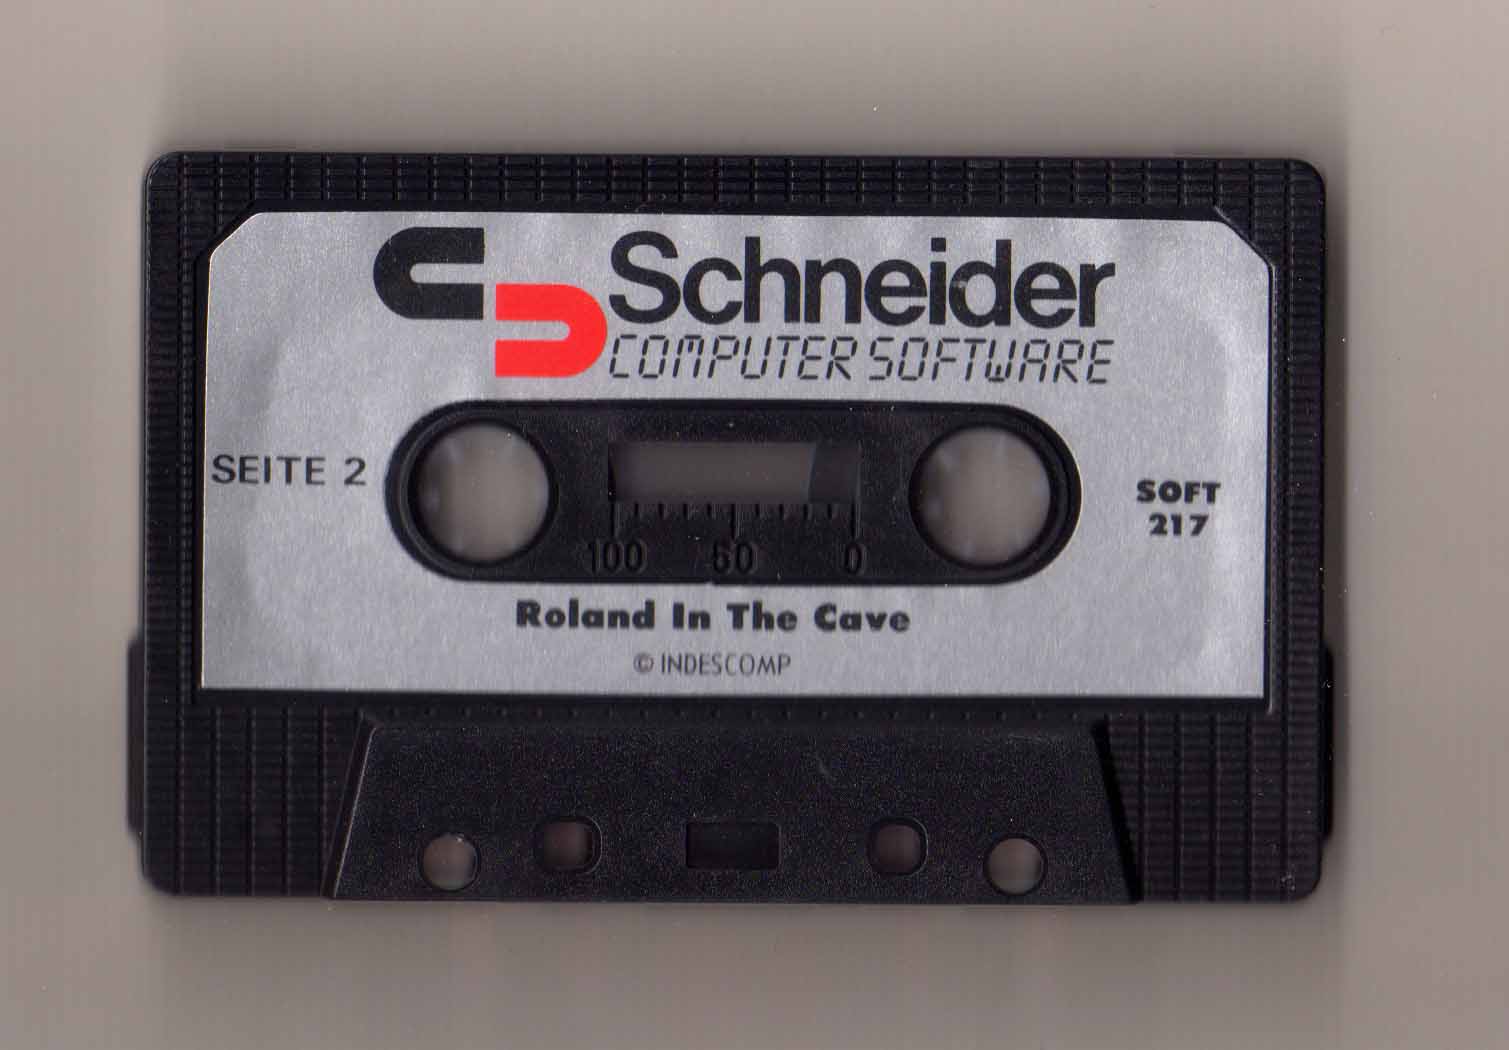 Schneider
COMPUTER SOFTWARE
SEITE 2
SOFT
217
100 50 0
Roland In The Cave
© INDESCOMP